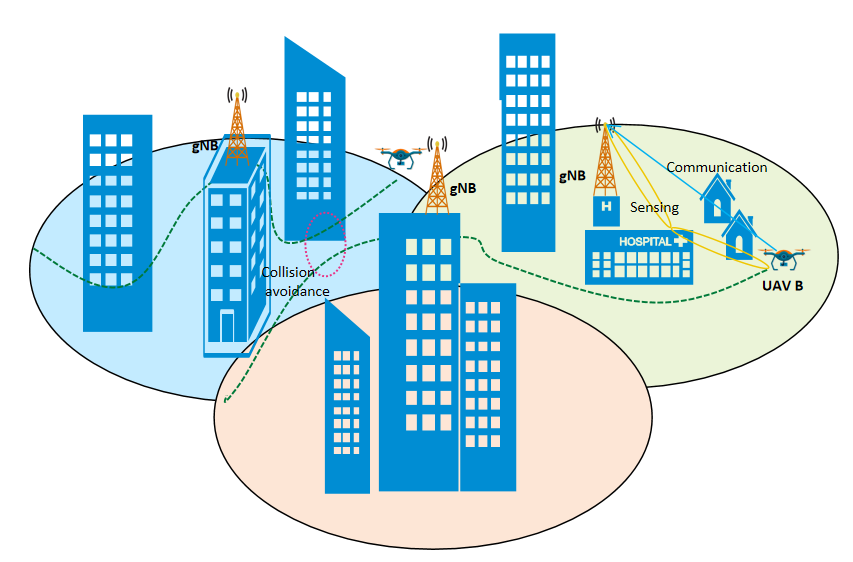 gNB
gNB
gNB
Communication
Sensing
H
HOSPITAL
Collision
avoidance
UAV B